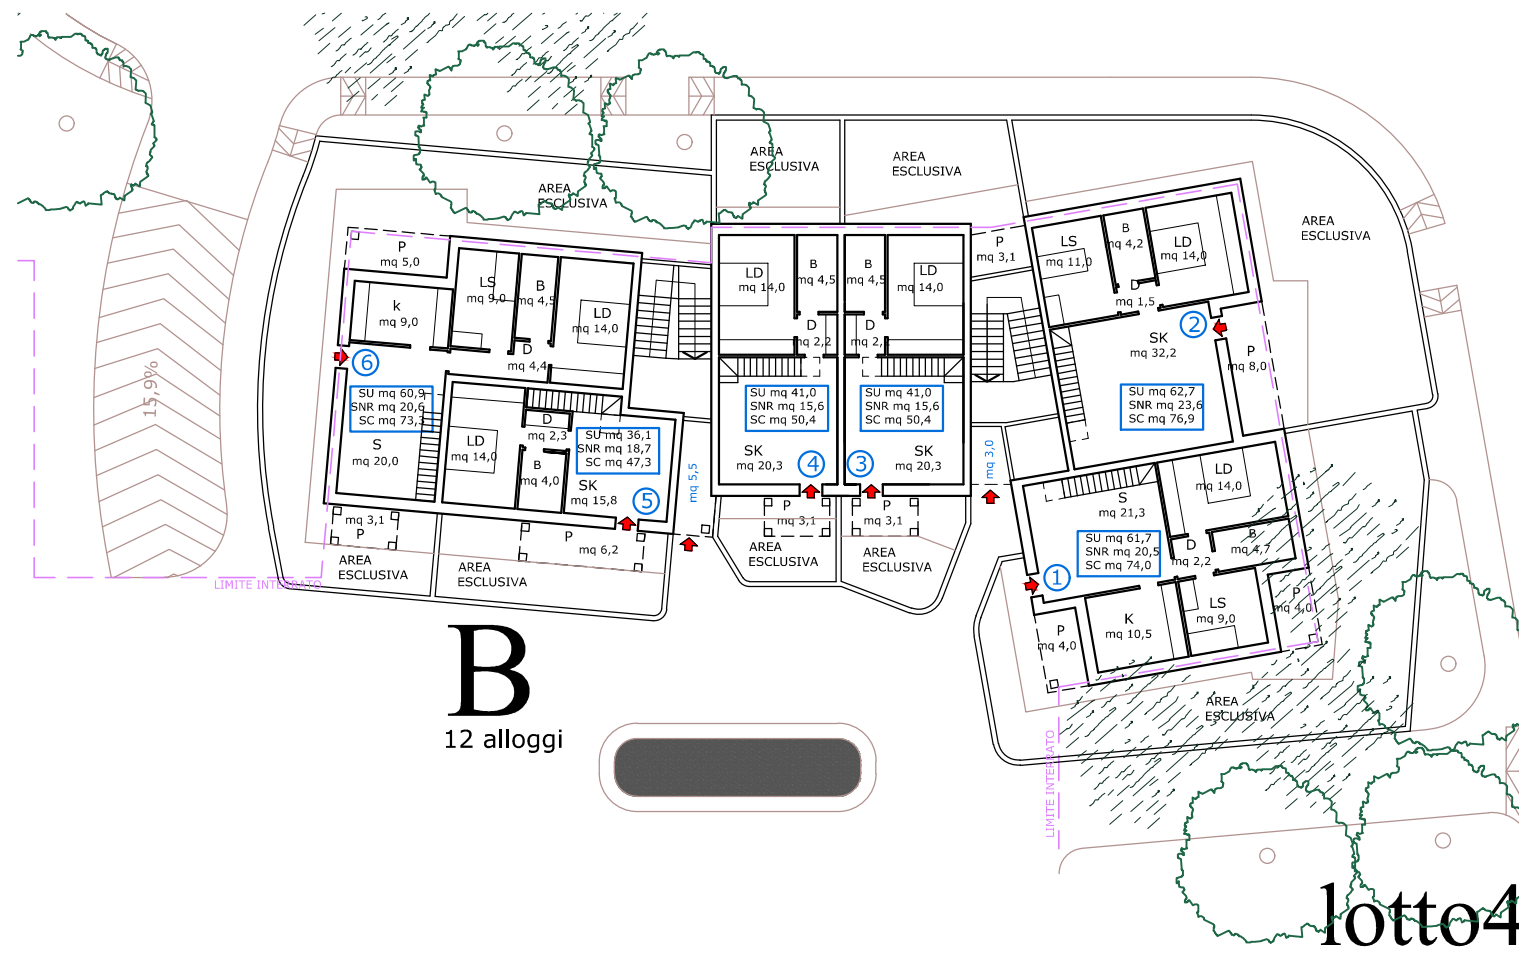 AREA
ESCLUSIVA
AREA
ESCLUSIVA
AREA
ESCLUSIVA
AREA
ESCLUSIVA
P
mq 5,0
k
mq 9,0
LS
mq 9,0
B
mq 4,5
LD
mq 14,0
D
mq 4,4
6
SU mq 60,9
SNR mq 20,6
SC mq 73,3
S
mq 20,0
LD
mq 14,0
D
mq 2,3
B
mq 4,0
SU mq 36,1
SNR mq 18,7
SC mq 47,3
SK
mq 15,8
5
mq 5,5
mq 3,1
P
P
mq 6,2
AREA
ESCLUSIVA
AREA
ESCLUSIVA
LIMITE INTERRATO
15,9%
LD
mq 14,0
B
mq 4,5
D
mq 2,2
SU mq 41,0
SNR mq 15,6
SC mq 50,4
SK
mq 20,3
4
P
mq 3,1
AREA
ESCLUSIVA
B
mq 4,5
LD
mq 14,0
D
SU mq 41,0
SNR mq 15,6
SC mq 50,4
SK
mq 20,3
3
P
mq 3,1
AREA
ESCLUSIVA
P
mq 3,1
mq 3,0
LS
mq 11,0
B
mq 4,2
LD
mq 14,0
D
mq 1,5
SK
mq 32,2
2
P
mq 8,0
SU mq 62,7
SNR mq 23,6
SC mq 76,9
LD
mq 14,0
S
mq 21,3
B
mq 4,7
D
mq 2,2
SU mq 61,7
SNR mq 20,5
SC mq 74,0
1
K
mq 10,5
LS
mq 9,0
P
mq 4,0
P
mq 4,0
AREA
ESCLUSIVA
LIMITE INTERRATO
B
12 alloggi
lotto4